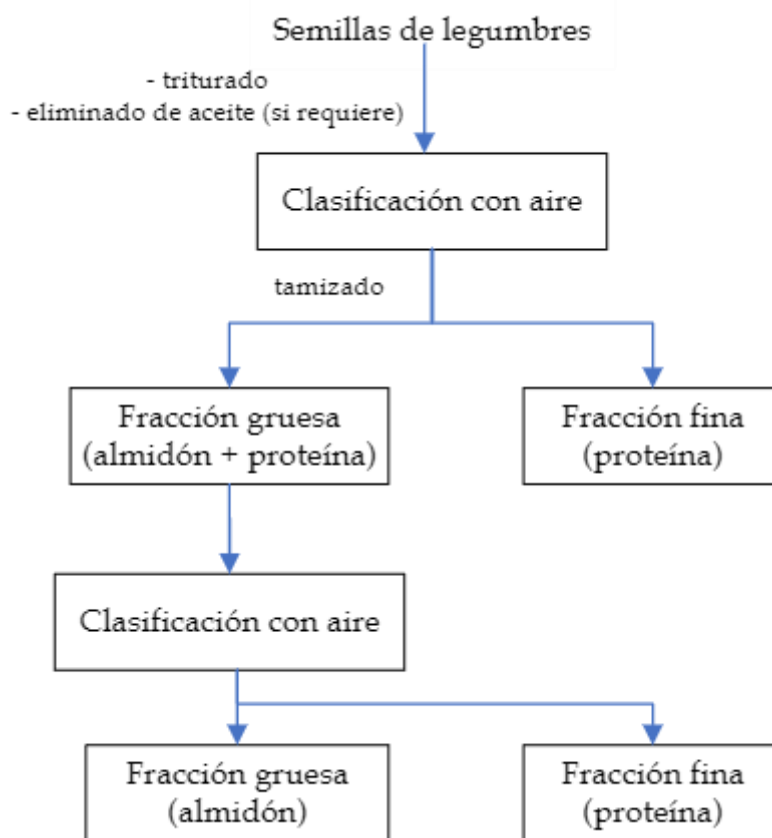 Semillas de legumbres
- triturado
- eliminado de aceite (si requiere)
Clasificación con aire
tamizado
Fracción gruesa
(almidón + proteína)
Fracción fina
(proteína)
Clasificación con aire
Fracción gruesa
(almidón)
Fracción fina
(proteína)